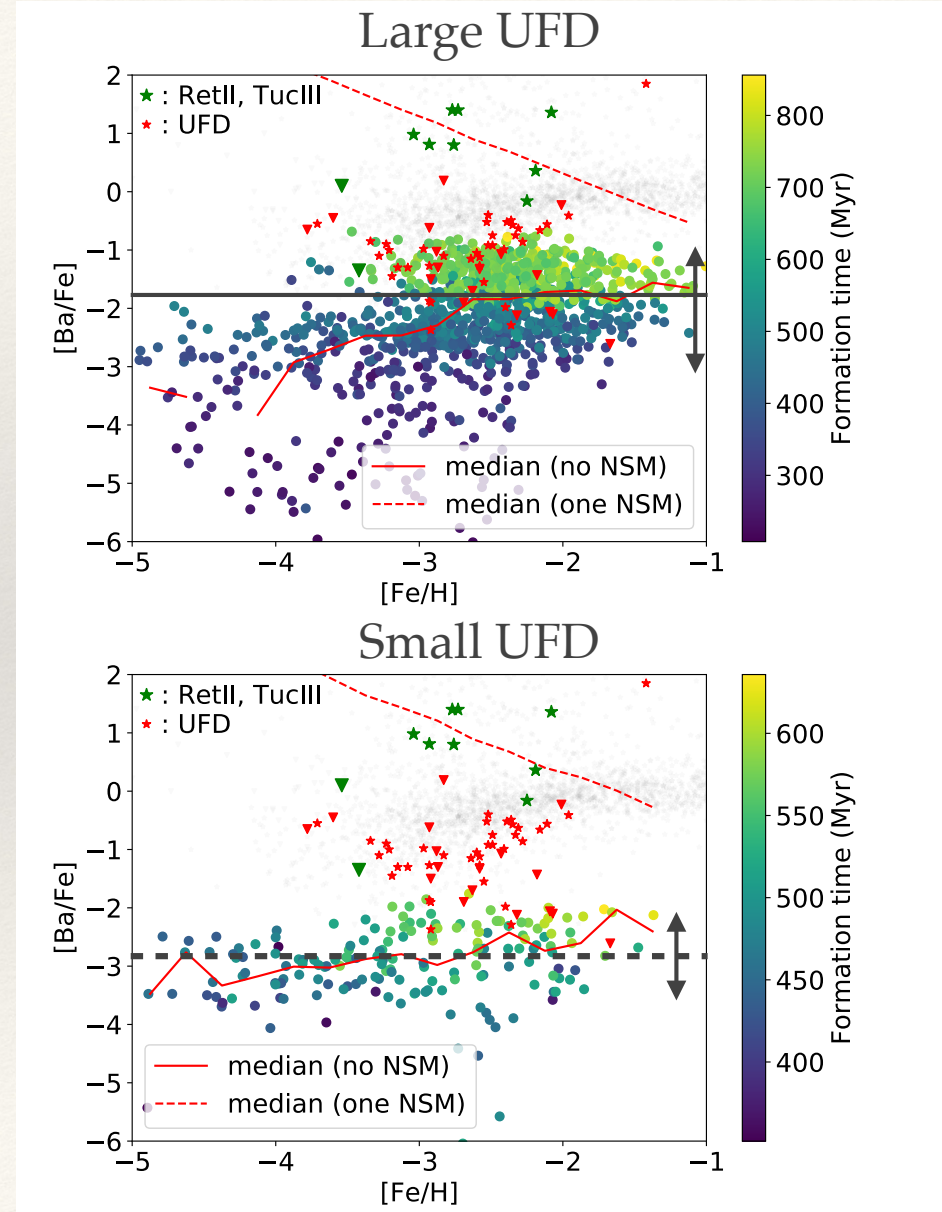 Large UFD
2
1
0
−1
−2
−3
−4
−5
−6
[Ba/Fe]
★ : RetII, TucIII
★ : UFD
median (no NSM)
median (one NSM)
−5 −4 −3 −2 −1
[Fe/H]
800
700
600
500
400
300
Formation time (Myr)
Small UFD
2
1
0
−1
−2
−3
−4
−5
−6
[Ba/Fe]
★ : RetII, TucIII
★ : UFD
median (no NSM)
median (one NSM)
−5 −4 −3 −2 −1
[Fe/H]
600
550
500
450
400
Formation time (Myr)